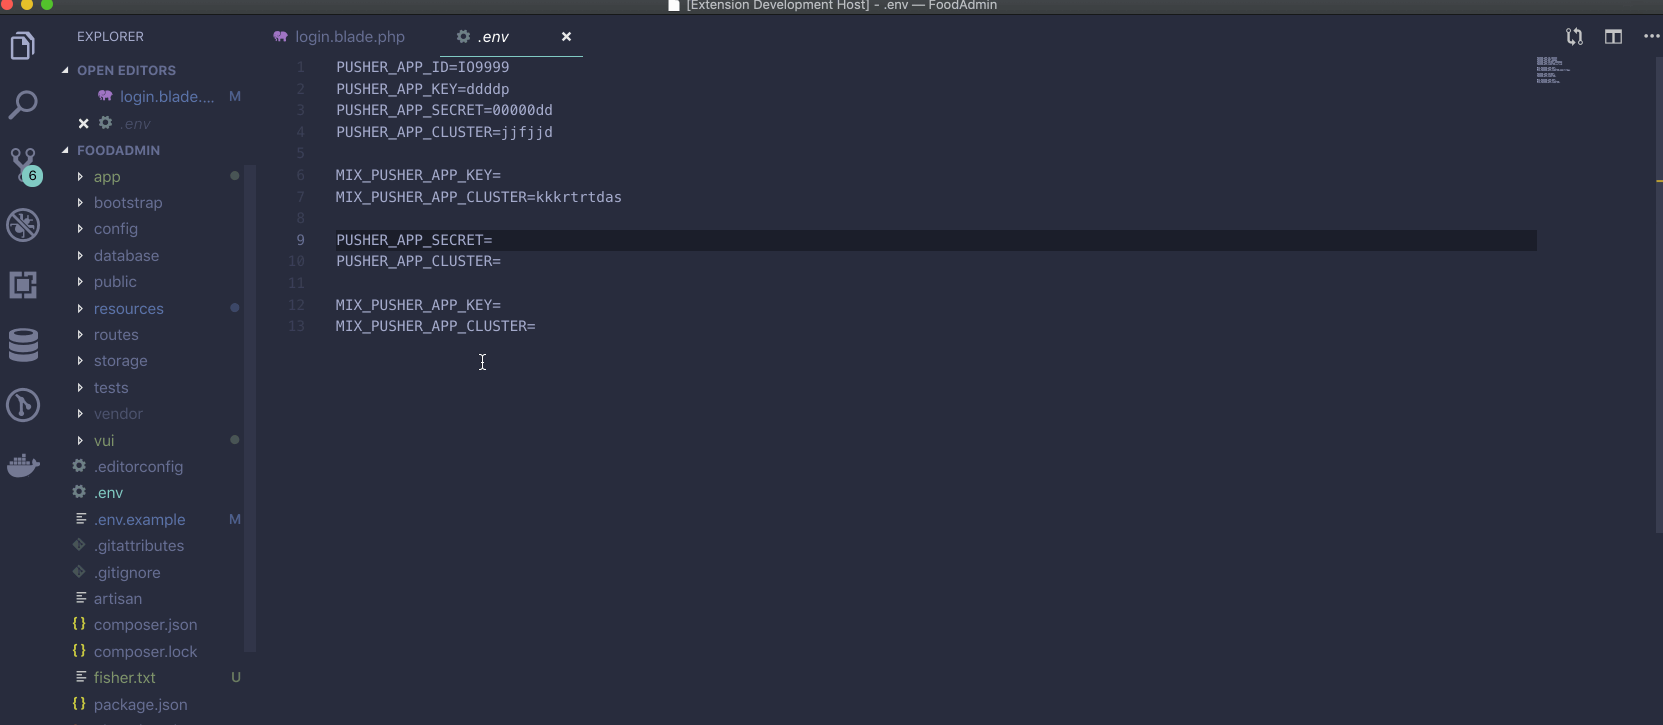 [Extension Development Host] - .env — FoodAdmin
EXPLORER
OPEN EDITORS
login.blade.... M
.env
FOODADMIN
app
bootstrap
config
database
public
resources
routes
storage
tests
vendor
vui
.editorconfig
.env
.env.example M
.gitattributes
.gitignore
artisan
composer.json
composer.lock
fisher.txt U
package.json
6
login.blade.php .env
1 PUSHER_APP_ID=IO9999
2 PUSHER_APP_KEY=ddddp
3 PUSHER_APP_SECRET=00000dd
4 PUSHER_APP_CLUSTER=jjfjjd
5
6 MIX_PUSHER_APP_KEY=
7 MIX_PUSHER_APP_CLUSTER=kkkrtrtdas
8
9 PUSHER_APP_SECRET=
10 PUSHER_APP_CLUSTER=
11
12 MIX_PUSHER_APP_KEY=
13 MIX_PUSHER_APP_CLUSTER=